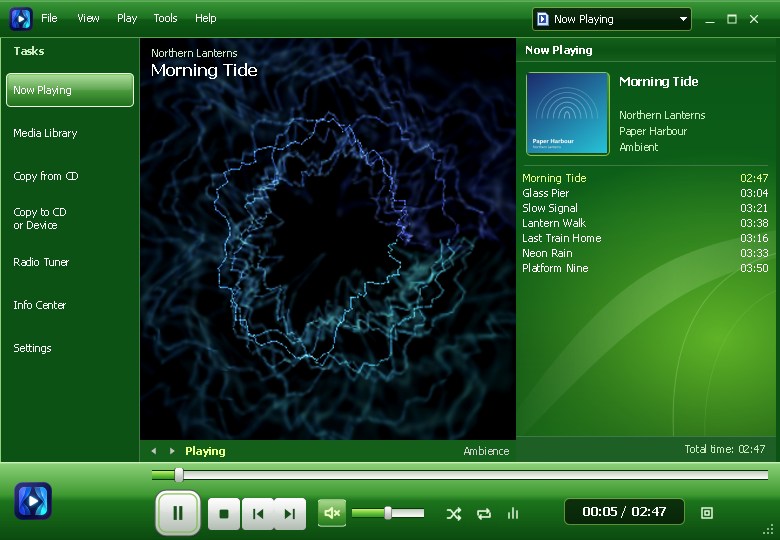 File View Play Tools Help
Now Playing
Tasks
Now Playing
Media Library
Copy from CD
Copy to CD
or Device
Radio Tuner
Info Center
Settings
Northern Lanterns
Morning Tide
Playing
Ambience
Now Playing
Paper Harbour
Northern Lanterns
Morning Tide
Northern Lanterns
Paper Harbour
Ambient
Morning Tide 02:47
Glass Pier 03:04
Slow Signal 03:21
Lantern Walk 03:38
Last Train Home 03:16
Neon Rain 03:33
Platform Nine 03:50
Total time: 02:47
00:05 / 02:47